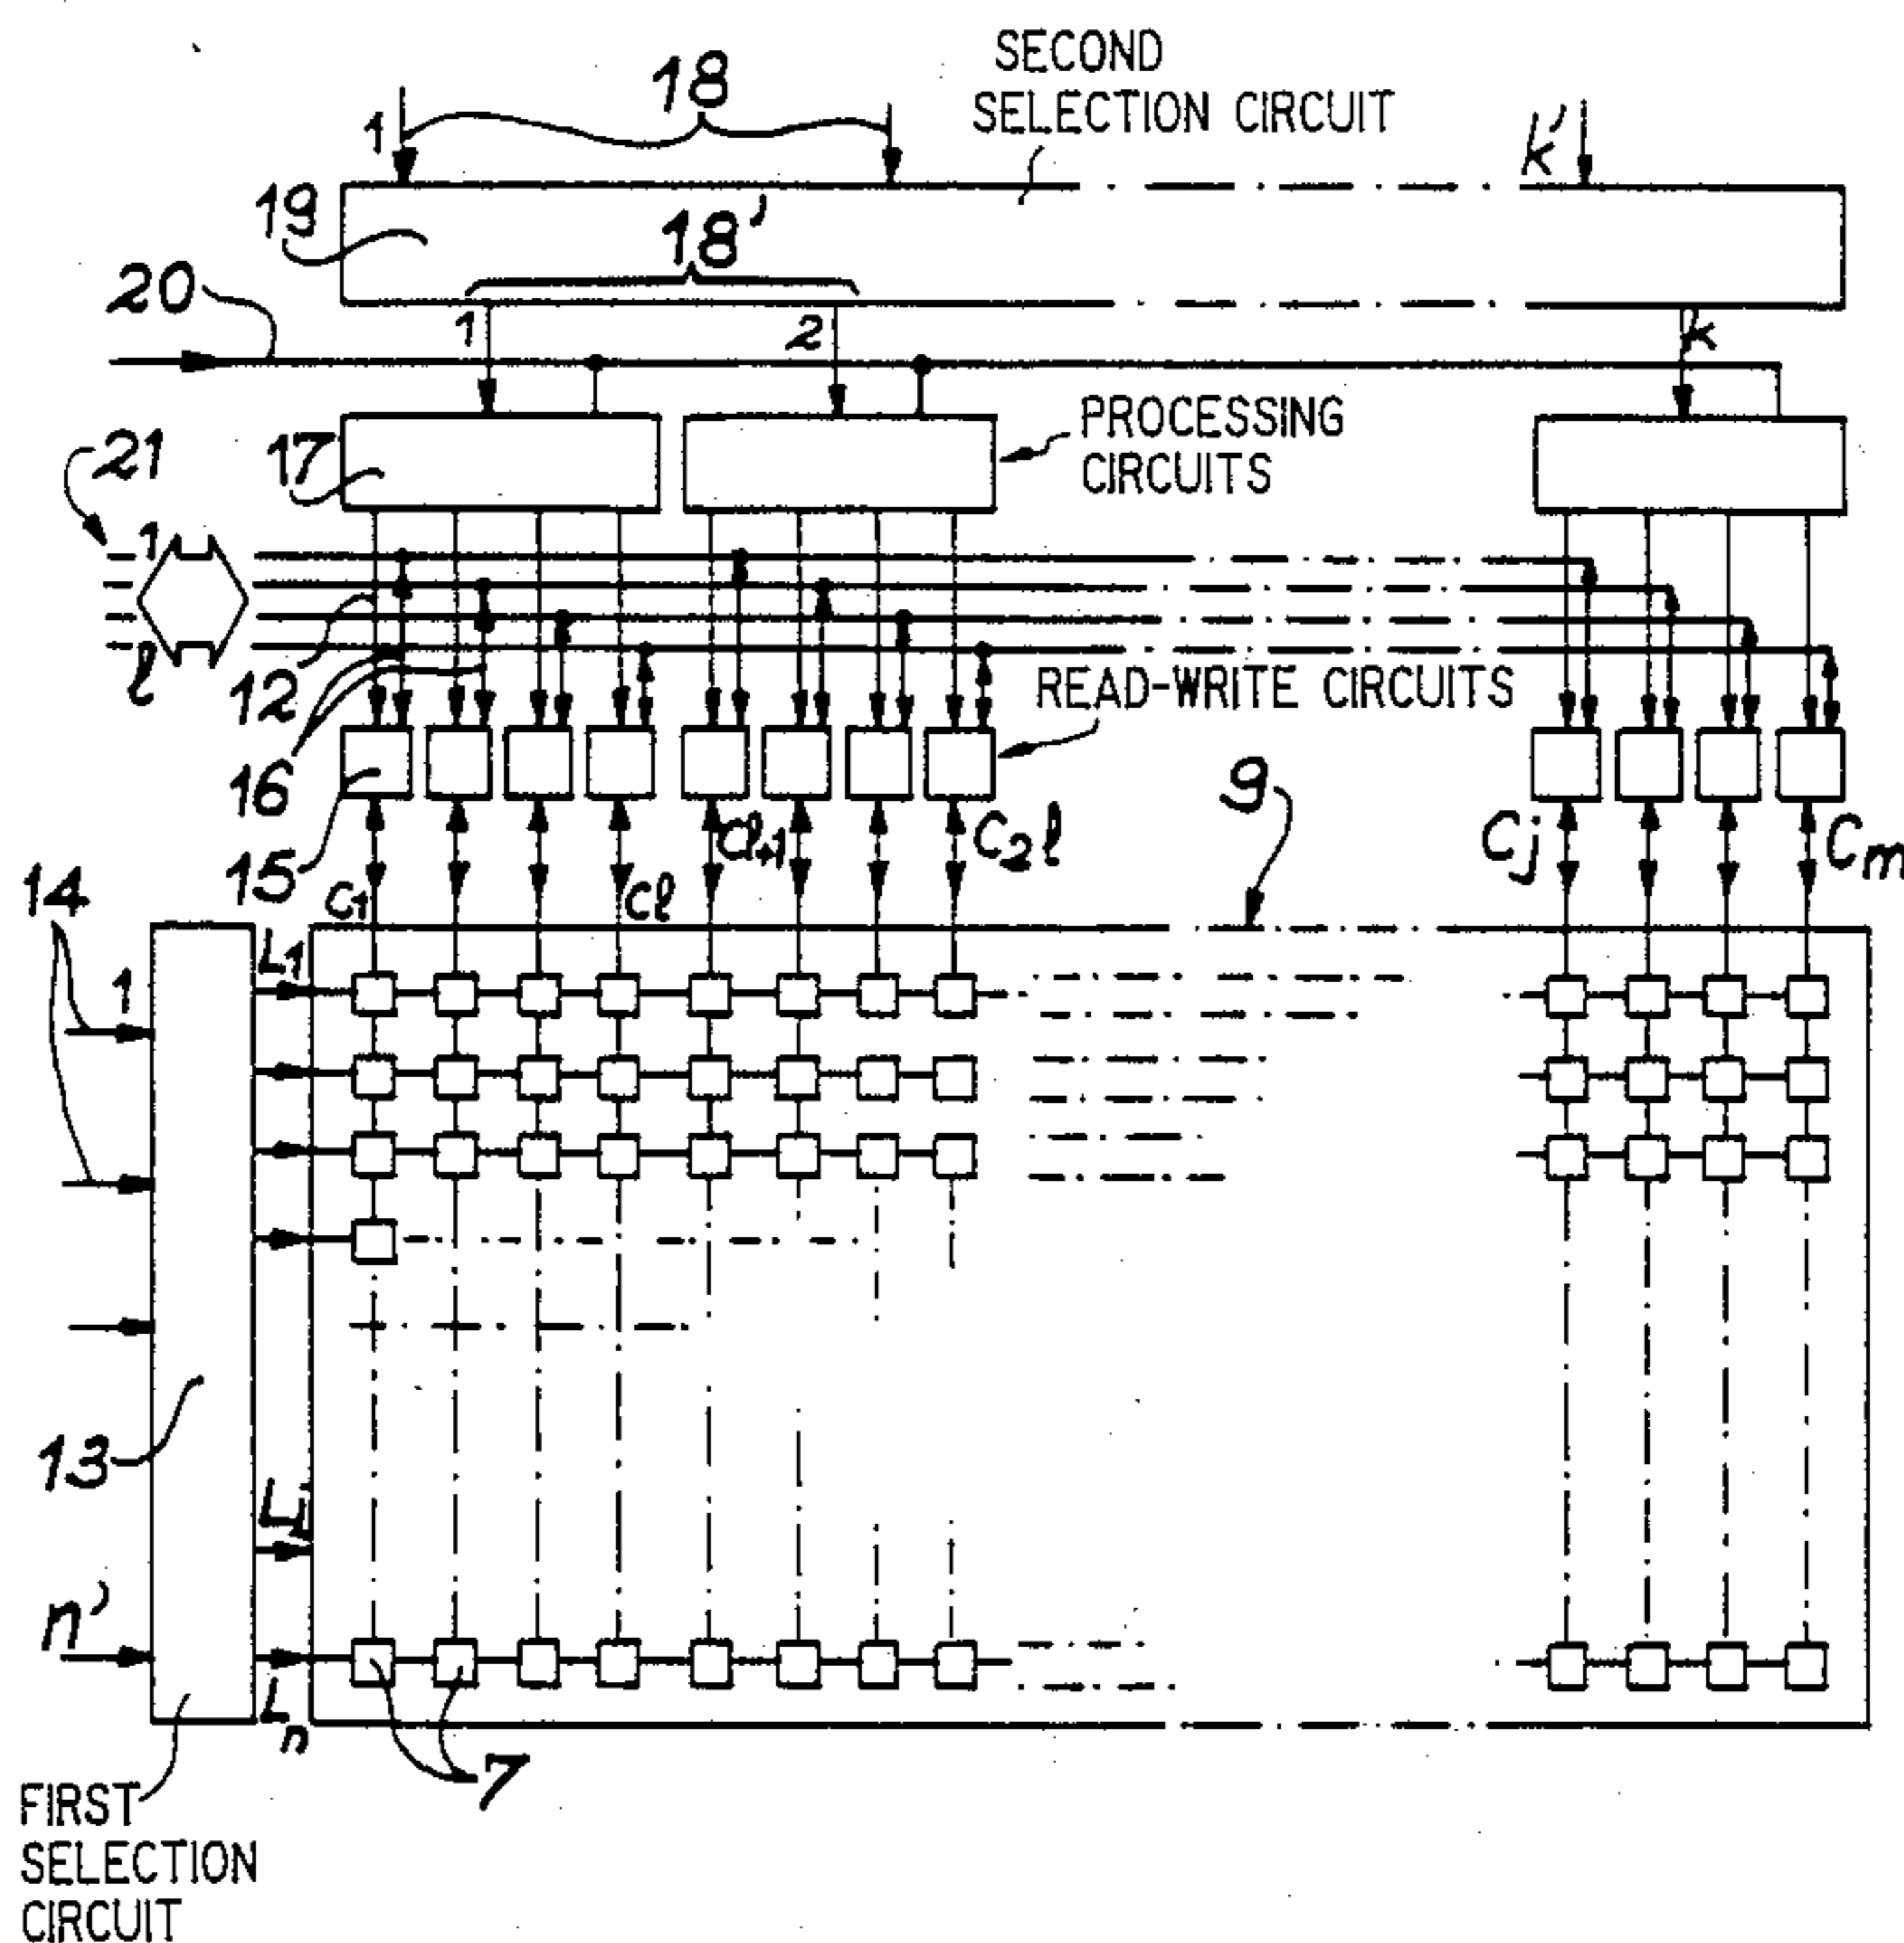 SECOND
SELECTION CIRCUIT
18
1
k'
19
18'
20
1
2
k
PROCESSING
CIRCUITS
17
21
1
l
12
READ-WRITE CIRCUITS
16
15
9
C1
Cl
Cl+1
C2l
Cj
Cm
14
1
L1
13
Li
n'
Ln
7
FIRST
SELECTION
CIRCUIT